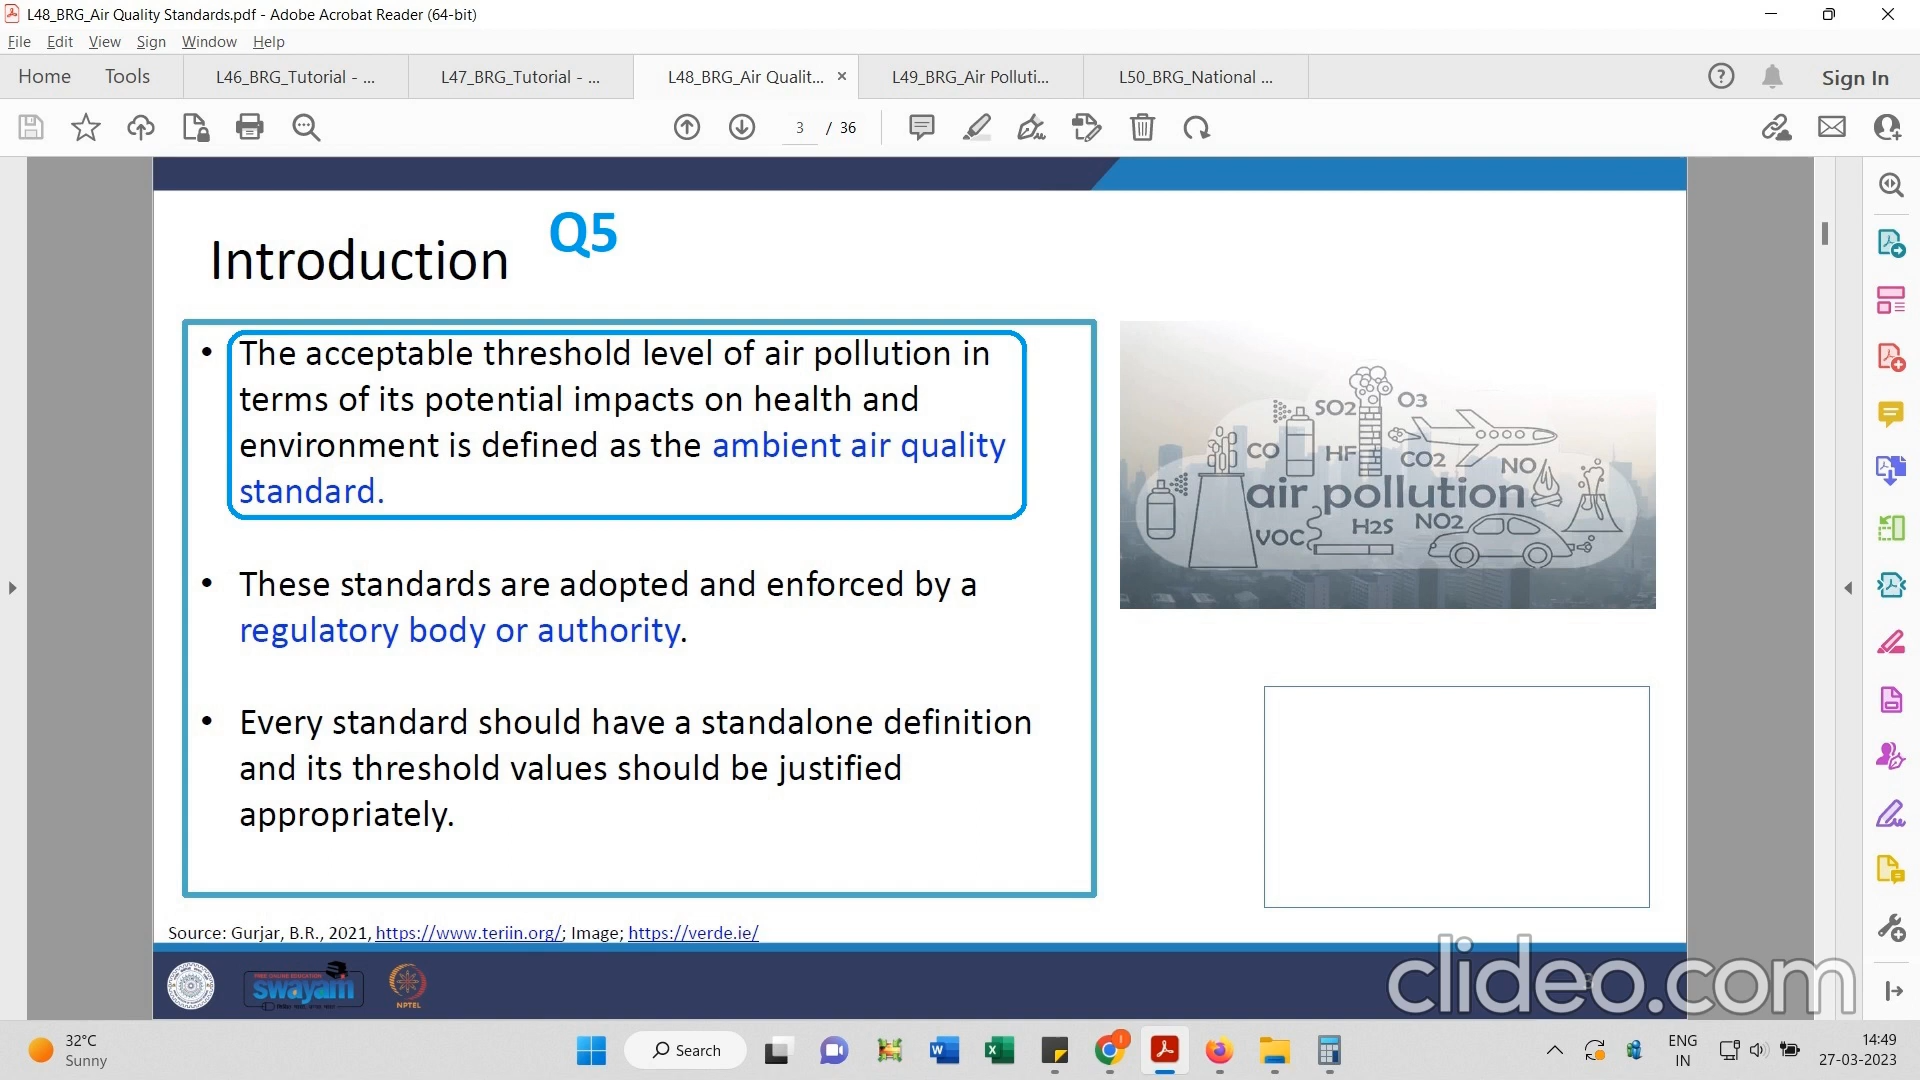 L48_BRG_Air Quality Standards.pdf - Adobe Acrobat Reader (64-bit)
File Edit View Sign Window Help
Home Tools L46_BRG_Tutorial - ... L47_BRG_Tutorial - ... L48_BRG_Air Qualit... × L49_BRG_Air Polluti... L50_BRG_National ... Sign In
3 / 36
Q5
Introduction
• The acceptable threshold level of air pollution in
terms of its potential impacts on health and
environment is defined as the ambient air quality
standard.
• These standards are adopted and enforced by a
regulatory body or authority.
• Every standard should have a standalone definition
and its threshold values should be justified
appropriately.
SO2 O3
CO HF CO2 NO
air pollution
VOC H2S NO2
Source: Gurjar, B.R., 2021, https://www.teriin.org/; Image; https://verde.ie/
FREE ONLINE EDUCATION
swayam
NPTEL
3
clideo.com
32°C
Sunny
Search
ENG
IN
14:49
27-03-2023